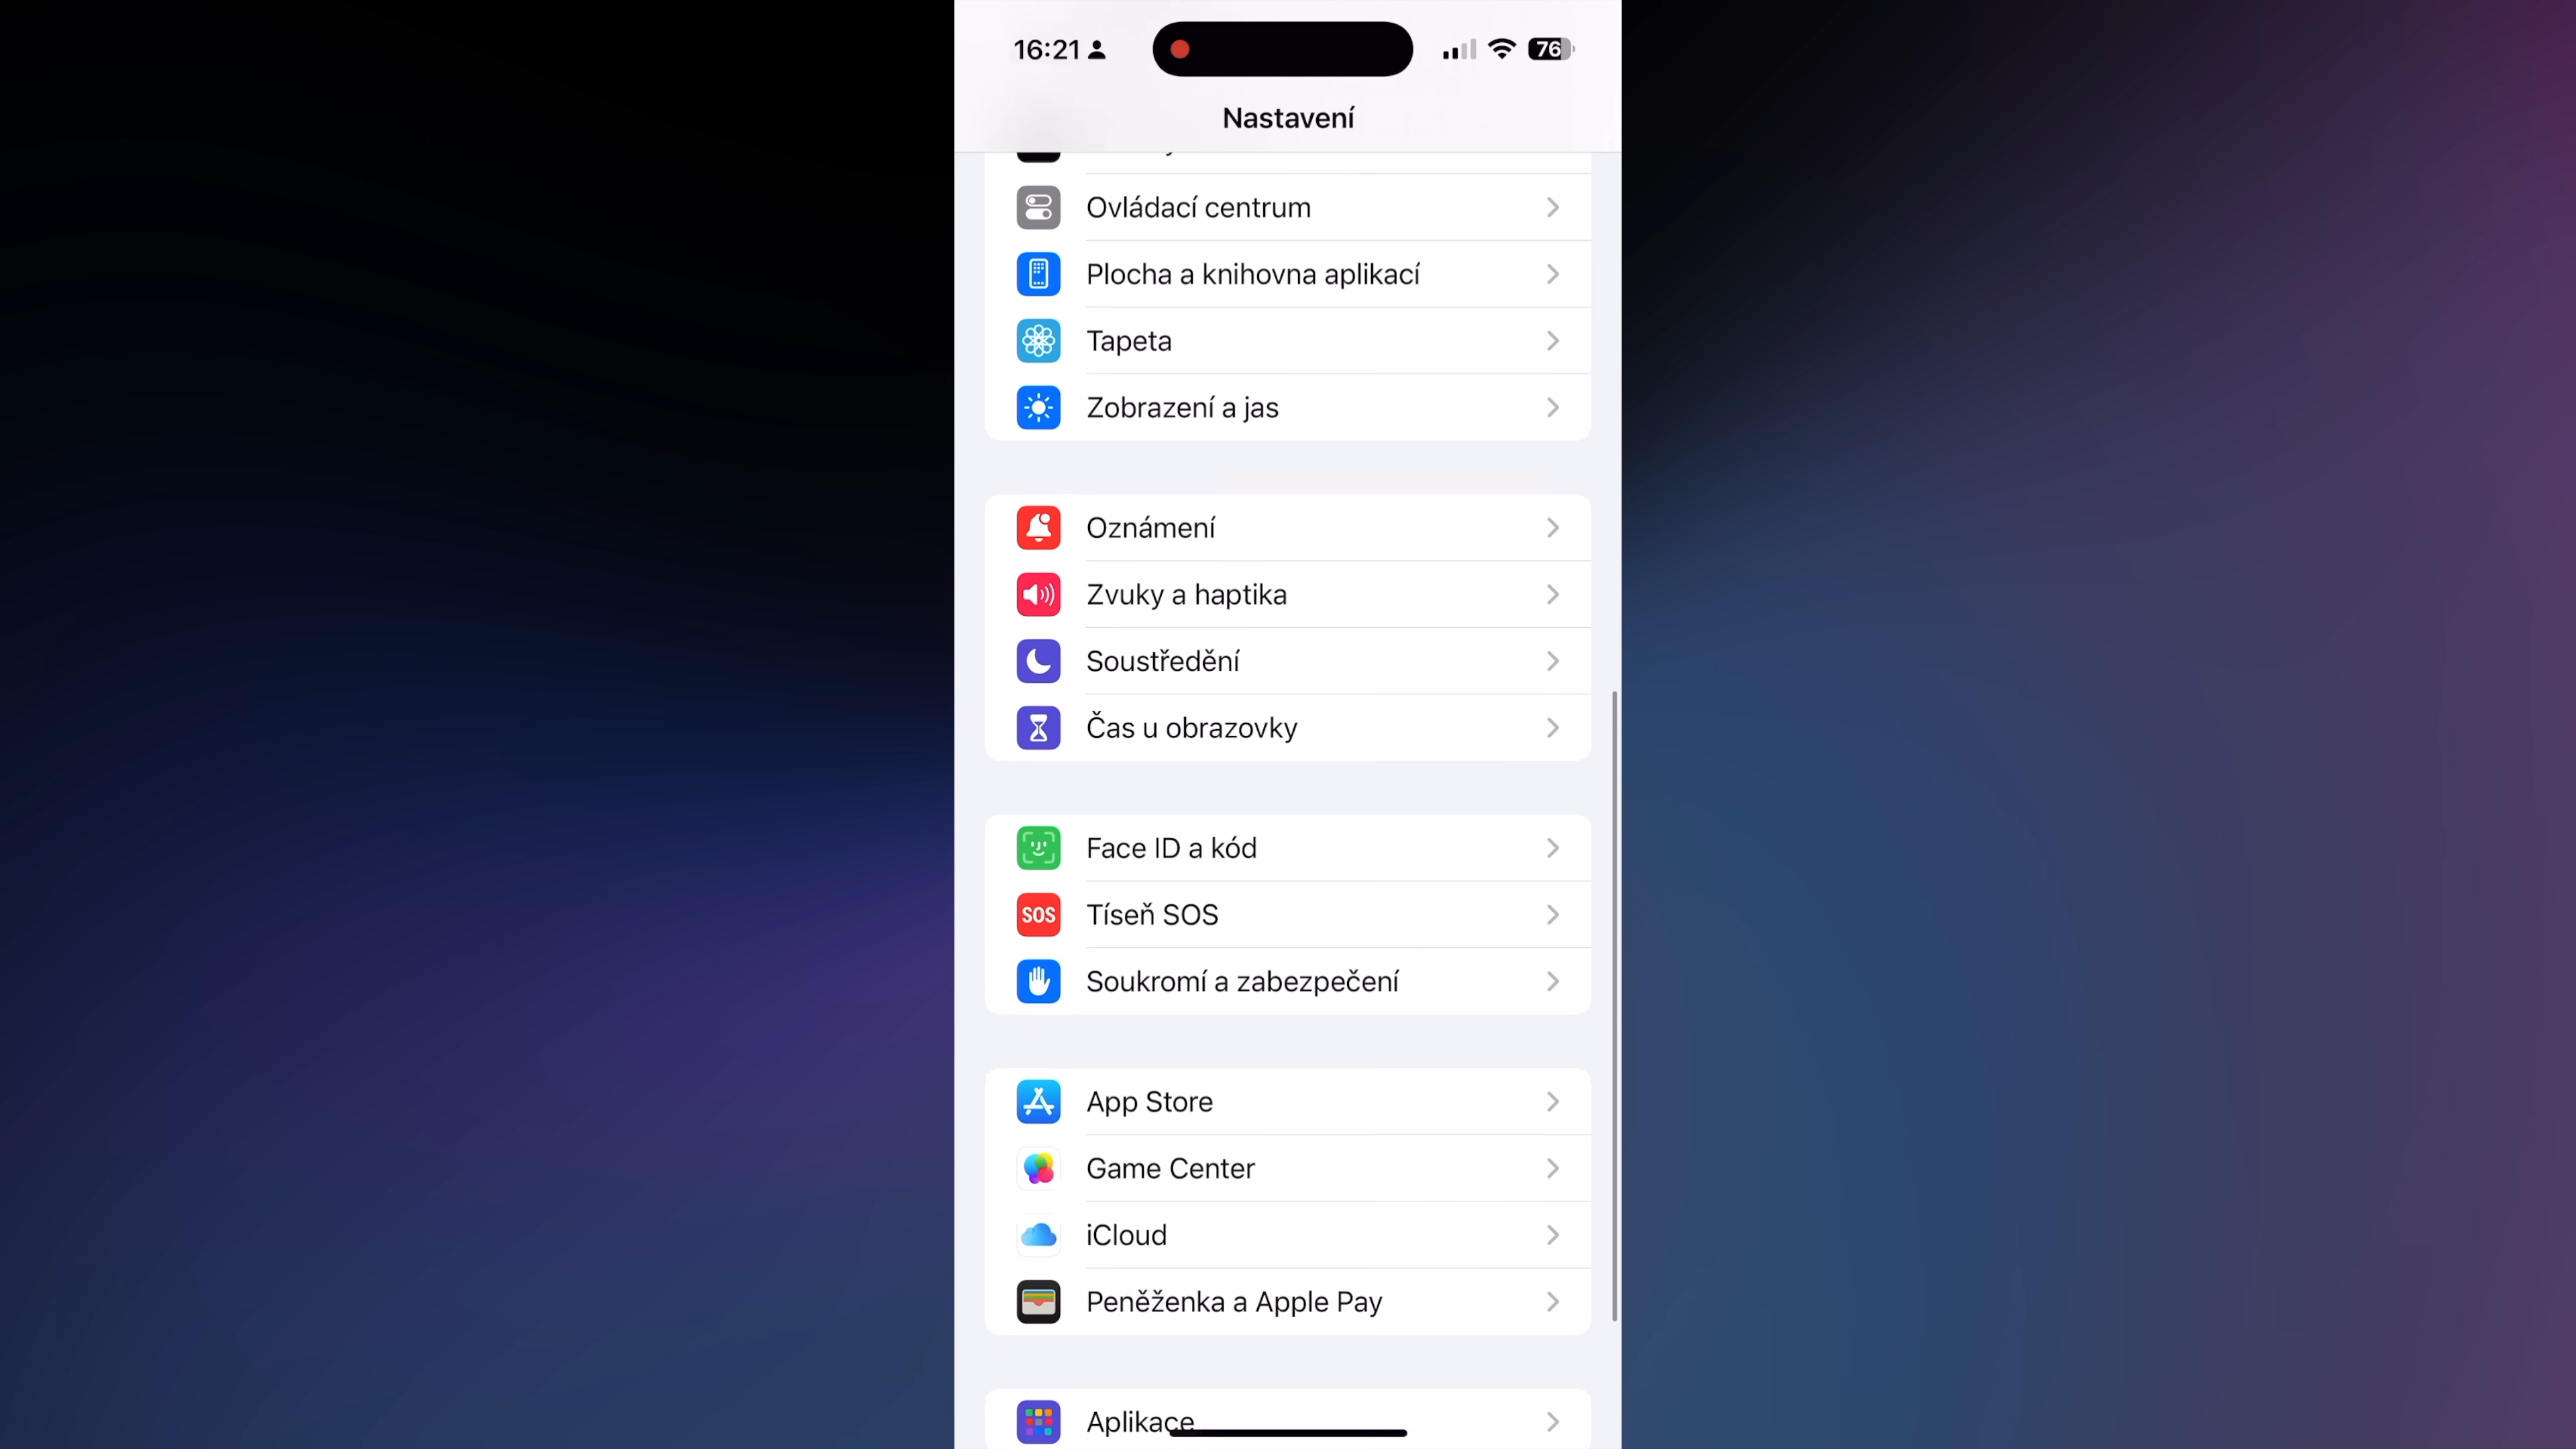 16:21
76
Nastavení
Ovládací centrum
Plocha a knihovna aplikací
Tapeta
Zobrazení a jas
Oznámení
Zvuky a haptika
Soustředění
Čas u obrazovky
Face ID a kód
SOS
Tíseň SOS
Soukromí a zabezpečení
App Store
Game Center
iCloud
Peněženka a Apple Pay
Aplikace